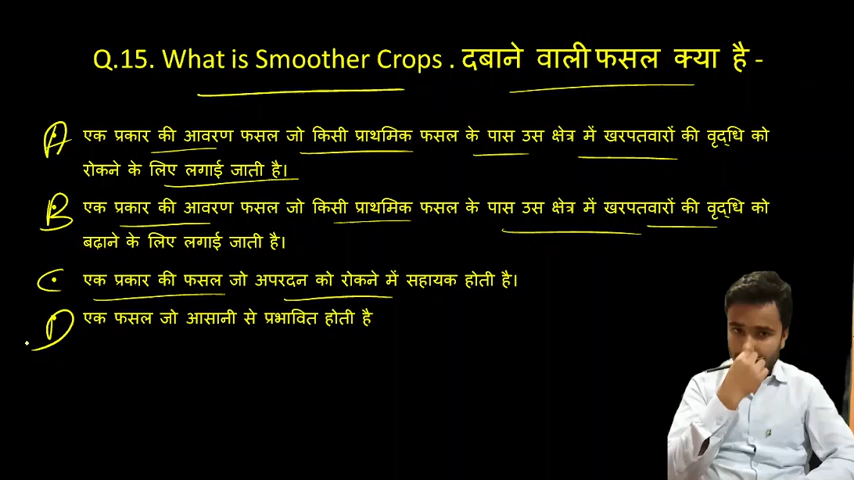 Q.15. What is Smoother Crops . दबाने वाली फसल क्या है -
A एक प्रकार की आवरण फसल जो किसी प्राथमिक फसल के पास उस क्षेत्र में खरपतवारों की वृद्धि को
रोकने के लिए लगाई जाती है।
B एक प्रकार की आवरण फसल जो किसी प्राथमिक फसल के पास उस क्षेत्र में खरपतवारों की वृद्धि को
बढ़ाने के लिए लगाई जाती है।
C एक प्रकार की फसल जो अपरदन को रोकने में सहायक होती है।
D एक फसल जो आसानी से प्रभावित होती है